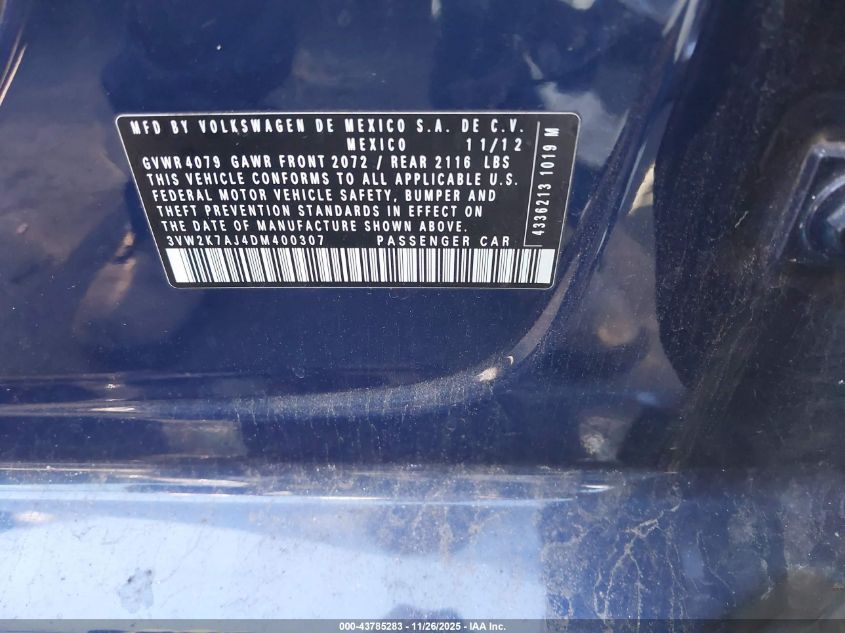 MFD BY VOLKSWAGEN DE MEXICO S.A. DE C.V.
MEXICO 11/12
GVWR 4079 GAWR FRONT 2072 / REAR 2116 LBS
THIS VEHICLE CONFORMS TO ALL APPLICABLE U.S.
FEDERAL MOTOR VEHICLE SAFETY, BUMPER AND
THEFT PREVENTION STANDARDS IN EFFECT ON
THE DATE OF MANUFACTURE SHOWN ABOVE.
3VW2K7AJ4DM400307 PASSENGER CAR
4336213 1019 M
000-43785283 - 11/26/2025 - IAA Inc.